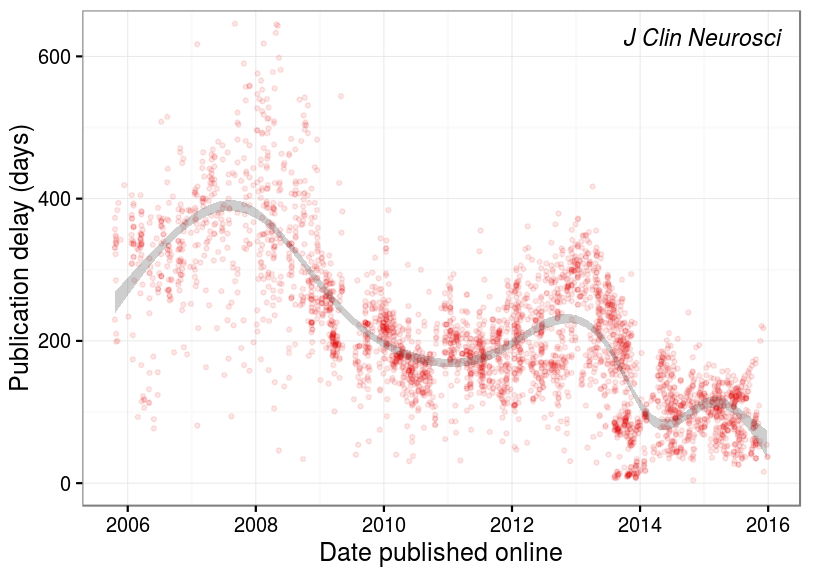 J Clin Neurosci
Publication delay (days)
600
400
200
0
2006 2008 2010 2012 2014 2016
Date published online